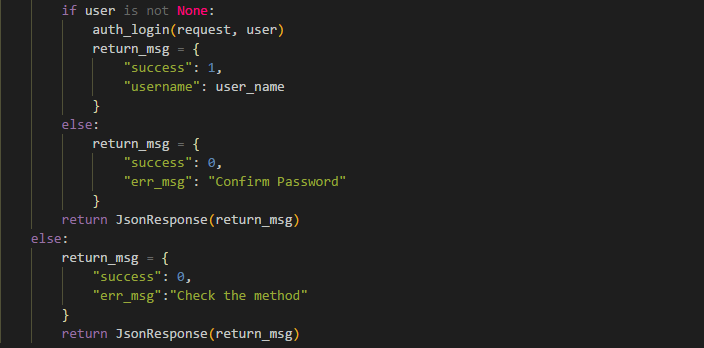 if user is not None:
auth_login(request, user)
return_msg = {
"success": 1,
"username": user_name
}
else:
return_msg = {
"success": 0,
"err_msg": "Confirm Password"
}
return JsonResponse(return_msg)
else:
return_msg = {
"success": 0,
"err_msg":"Check the method"
}
return JsonResponse(return_msg)